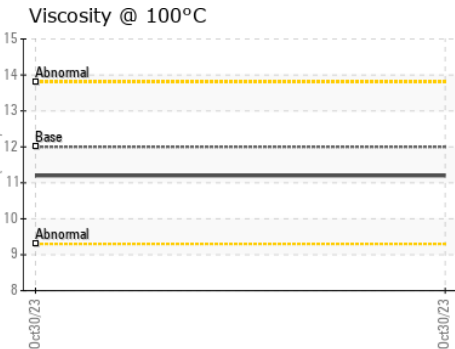 Viscosity @ 100°C
15
14
Abnormal
13
12
Base
11
10
Abnormal
9
8
Oct30/23
Oct30/23